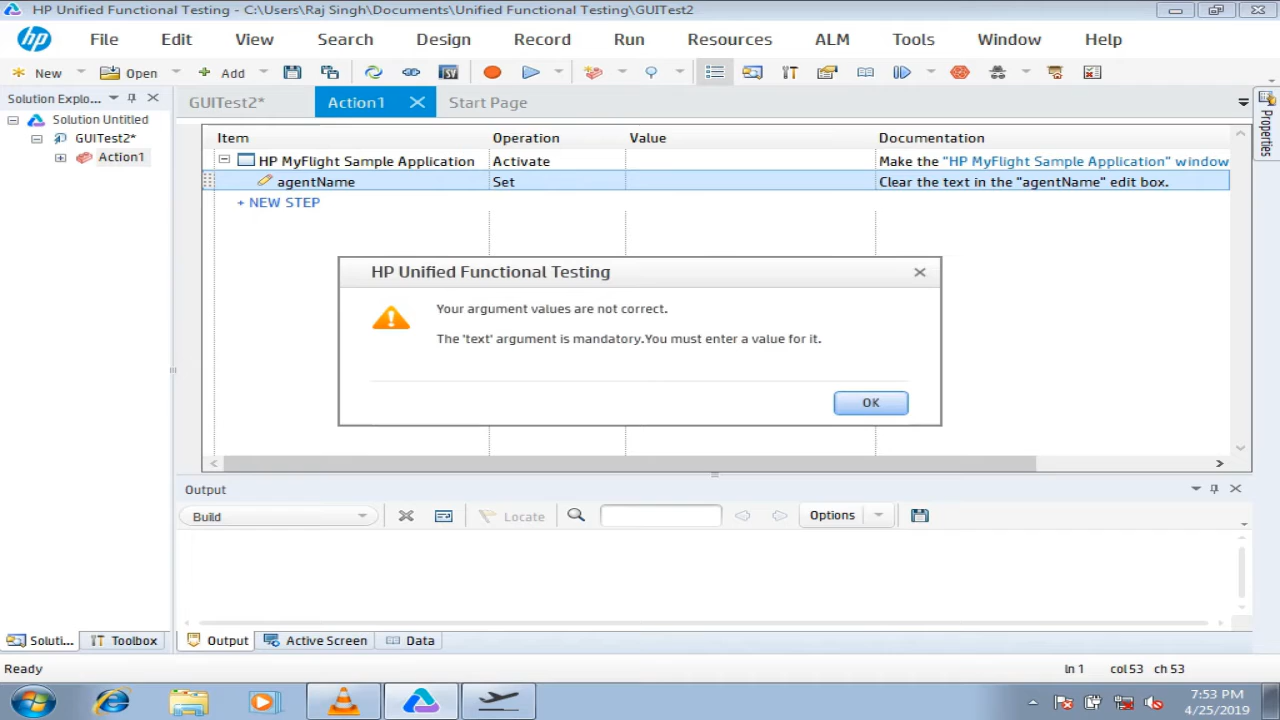 HP Unified Functional Testing - C:\Users\Raj Singh\Documents\Unified Functional Testing\GUITest2
hp File Edit View Search Design Record Run Resources ALM Tools Window Help
New Open Add
Solution Explo... GUITest2* Action1 Start Page
Solution Untitled
GUITest2*
Action1
Properties
Item Operation Value Documentation
HP MyFlight Sample Application Activate Make the "HP MyFlight Sample Application" window
agentName Set Clear the text in the "agentName" edit box.
+ NEW STEP
HP Unified Functional Testing
Your argument values are not correct.
The 'text' argument is mandatory.You must enter a value for it.
OK
Output
Build Locate Options
Soluti... Toolbox Output Active Screen Data
Ready ln 1 col 53 ch 53
7:53 PM
4/25/2019